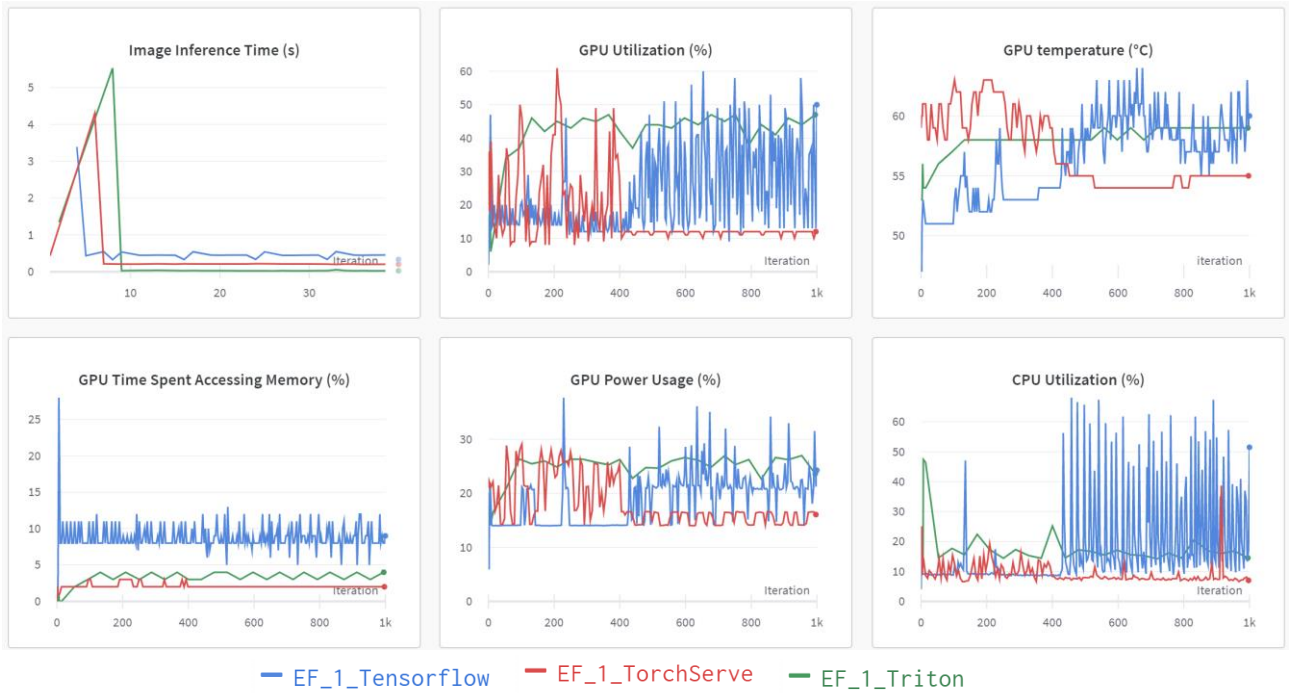 Image Inference Time (s)
5
4
3
2
1
0
Iteration
10 20 30
GPU Utilization (%)
60
50
40
30
20
10
0
Iteration
0 200 400 600 800 1k
GPU temperature (°C)
60
55
50
iteration
0 200 400 600 800 1k
GPU Time Spent Accessing Memory (%)
25
20
15
10
5
0
Iteration
0 200 400 600 800 1k
GPU Power Usage (%)
30
20
10
0
Iteration
0 200 400 600 800 1k
CPU Utilization (%)
60
50
40
30
20
10
0
Iteration
0 200 400 600 800 1k
EF_1_Tensorflow EF_1_TorchServe EF_1_Triton